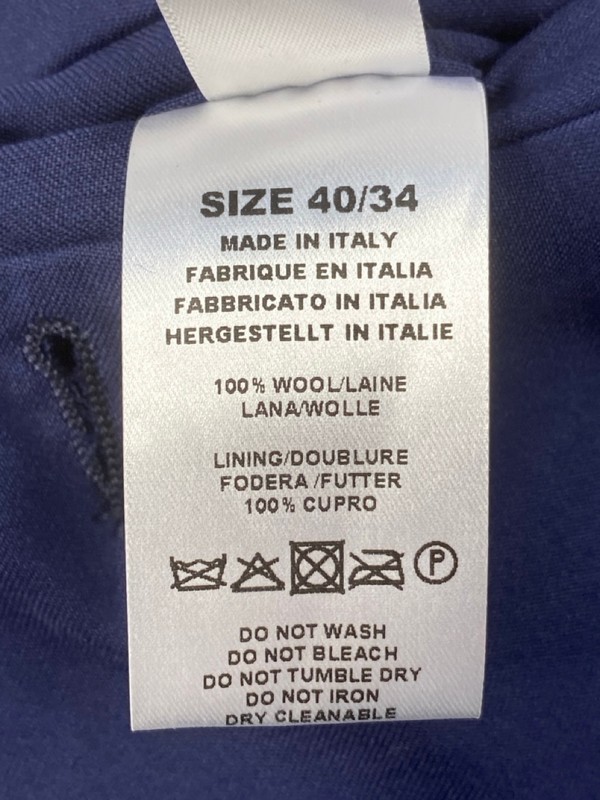 SIZE 40/34
MADE IN ITALY
FABRIQUE EN ITALIA
FABBRICATO IN ITALIA
HERGESTELLT IN ITALIE
100% WOOL/LAINE
LANA/WOLLE
LINING/DOUBLURE
FODERA /FUTTER
100% CUPRO
P
DO NOT WASH
DO NOT BLEACH
DO NOT TUMBLE DRY
DO NOT IRON
DRY CLEANABLE